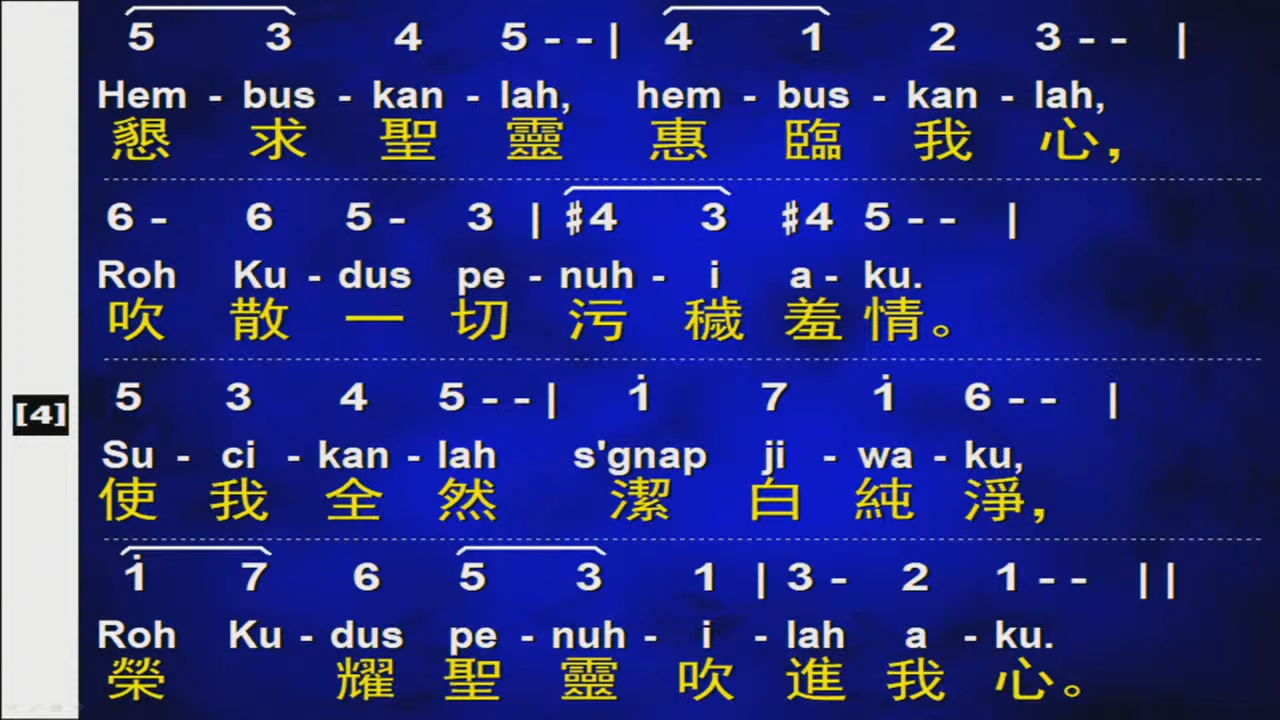 5 3 4 5 - - | 4 1 2 3 - - |
Hem - bus - kan - lah, hem - bus - kan - lah,
懇 求 聖 靈 惠 臨 我 心，
6 - 6 5 - 3 | ♯4 3 ♯4 5 - - |
Roh Ku - dus pe - nuh - i a - ku.
吹 散 一 切 污 穢 羞 情。
5 3 4 5 - - | 1̇ 7 1̇ 6 - - |
[4]
Su - ci - kan - lah s'gnap ji - wa - ku,
使 我 全 然 潔 白 純 淨，
1̇ 7 6 5 3 1 | 3 - 2 1 - - | |
Roh Ku - dus pe - nuh - i - lah a - ku.
榮 耀 聖 靈 吹 進 我 心。